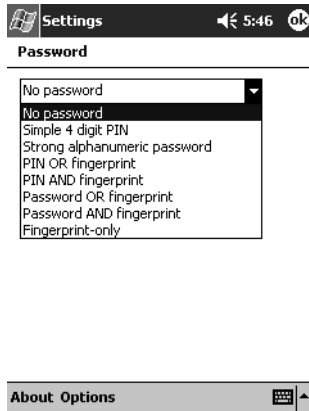 Settings 5:46 ok
Password
No password
No password
Simple 4 digit PIN
Strong alphanumeric password
PIN OR fingerprint
PIN AND fingerprint
Password OR fingerprint
Password AND fingerprint
Fingerprint-only
About Options